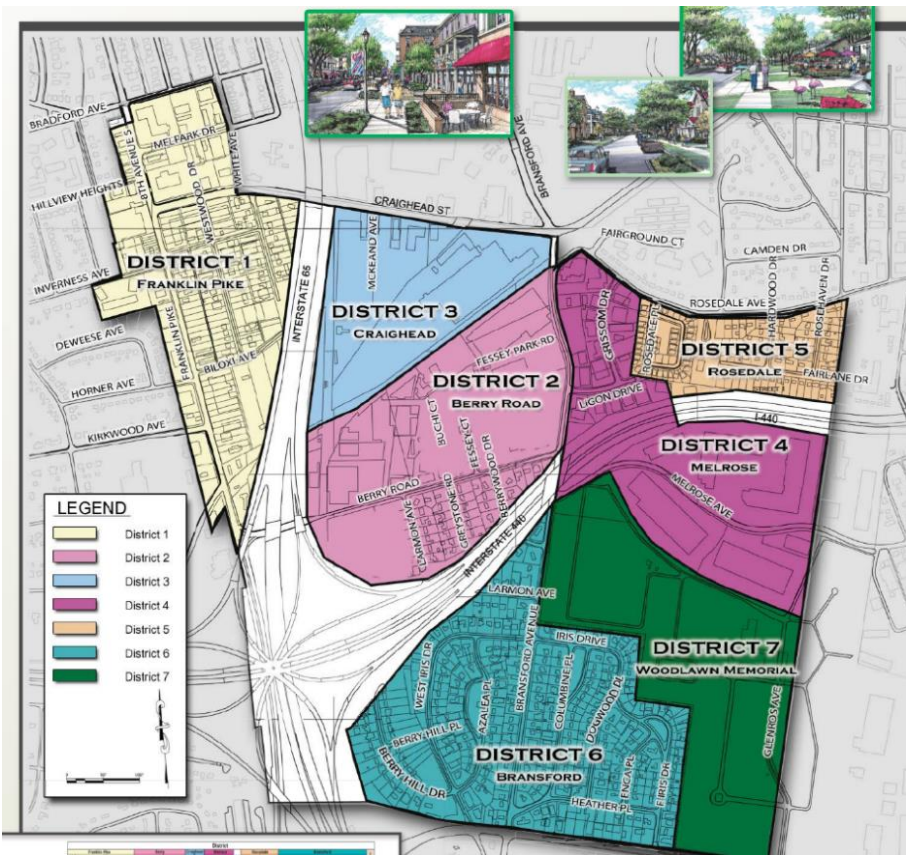 BRADFORD AVE
MELPARK DR
8TH AVENUE S
WHITE AVE
WESTWOOD DR
HILLVIEW HEIGHTS
BRANSFORD AVE
CRAIGHEAD ST
FAIRGROUND CT
CAMDEN DR
INVERNESS AVE
DISTRICT 1
FRANKLIN PIKE
INTERSTATE 65
MCKEAND AVE
DISTRICT 3
CRAIGHEAD
GRISSOM DR
ROSEDALE AVE
HARDWOOD DR
ROSEHAVEN DR
DEWEESE AVE
FRANKLIN PIKE
BILOXI AVE
FESSEY PARK RD
ROSEDALE PL
DISTRICT 5
ROSEDALE
FAIRLANE DR
HORNER AVE
DISTRICT 2
BERRY ROAD
LIGON DRIVE
I-440
KIRKWOOD AVE
BUCHI CT
FESSEY CT
BERRYWOOD DR
GREYSTONE RD
CLARMON AVE
BERRY ROAD
DISTRICT 4
MELROSE
MELROSE AVE
INTERSTATE 440
LEGEND
District 1
District 2
District 3
District 4
District 5
District 6
District 7
LARMON AVE
IRIS DRIVE
WEST IRIS DR
AZALEA PL
BRANSFORD AVENUE
COLUMBINE PL
DOGWOOD PL
DISTRICT 7
WOODLAWN MEMORIAL
GLENROS AVE
BERRY HILL PL
BERRY HILL DR
DISTRICT 6
BRANSFORD
HEATHER PL
ENGA PL
E IRIS DR
District